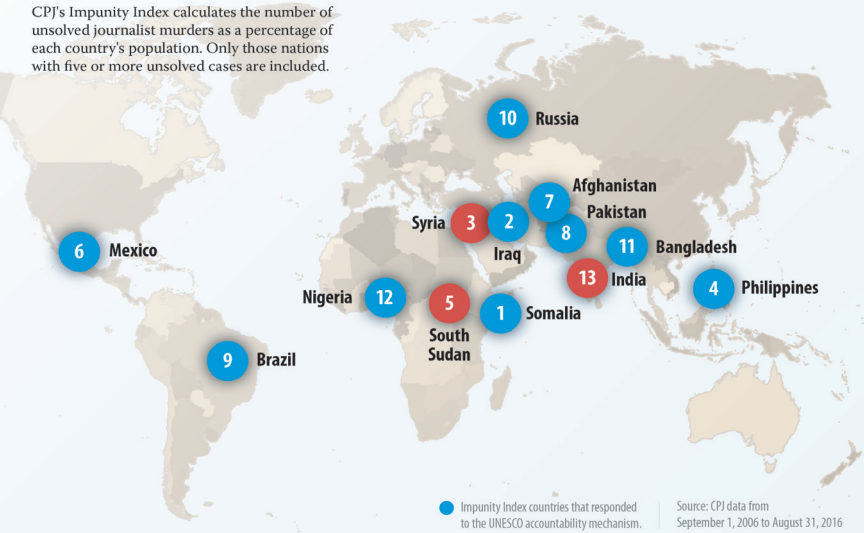 CPJ's Impunity Index calculates the number of
unsolved journalist murders as a percentage of
each country's population. Only those nations
with five or more unsolved cases are included.
10 Russia
Afghanistan
7
Pakistan
Syria 3
2
8
Iraq
11 Bangladesh
6 Mexico
13 India
4 Philippines
Nigeria 12
5
South
Sudan
1 Somalia
9 Brazil
Impunity Index countries that responded
to the UNESCO accountability mechanism.
Source: CPJ data from
September 1, 2006 to August 31, 2016